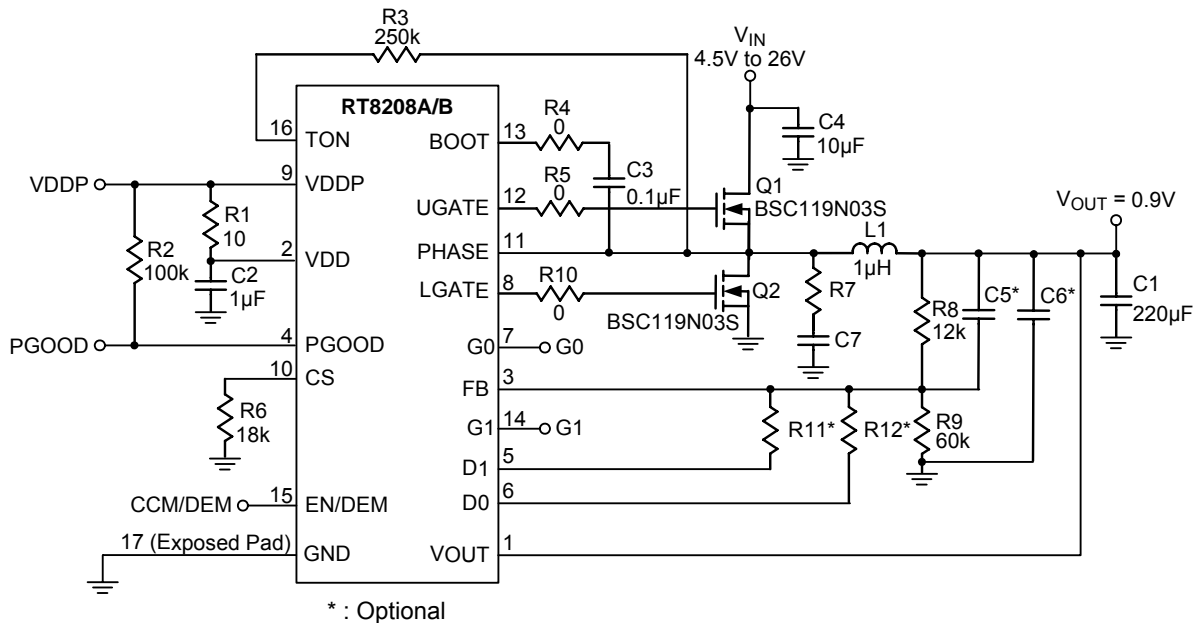 R3
250k
V_IN
4.5V to 26V
RT8208A/B
16
TON
BOOT
13
R4
0
C4
10µF
VDDP
9
VDDP
C3
0.1µF
R5
0
UGATE
12
Q1
BSC119N03S
V_OUT = 0.9V
R1
10
R2
100k
2
VDD
PHASE
11
L1
1µH
C2
1µF
LGATE
8
R10
0
Q2
BSC119N03S
R7
C7
R8
12k
C5*
C6*
C1
220µF
PGOOD
4
PGOOD
G0
7
G0
10
CS
FB
3
R6
18k
G1
14
G1
R11*
R12*
R9
60k
D1
5
D0
6
CCM/DEM
15
EN/DEM
17 (Exposed Pad)
GND
VOUT
1
* : Optional